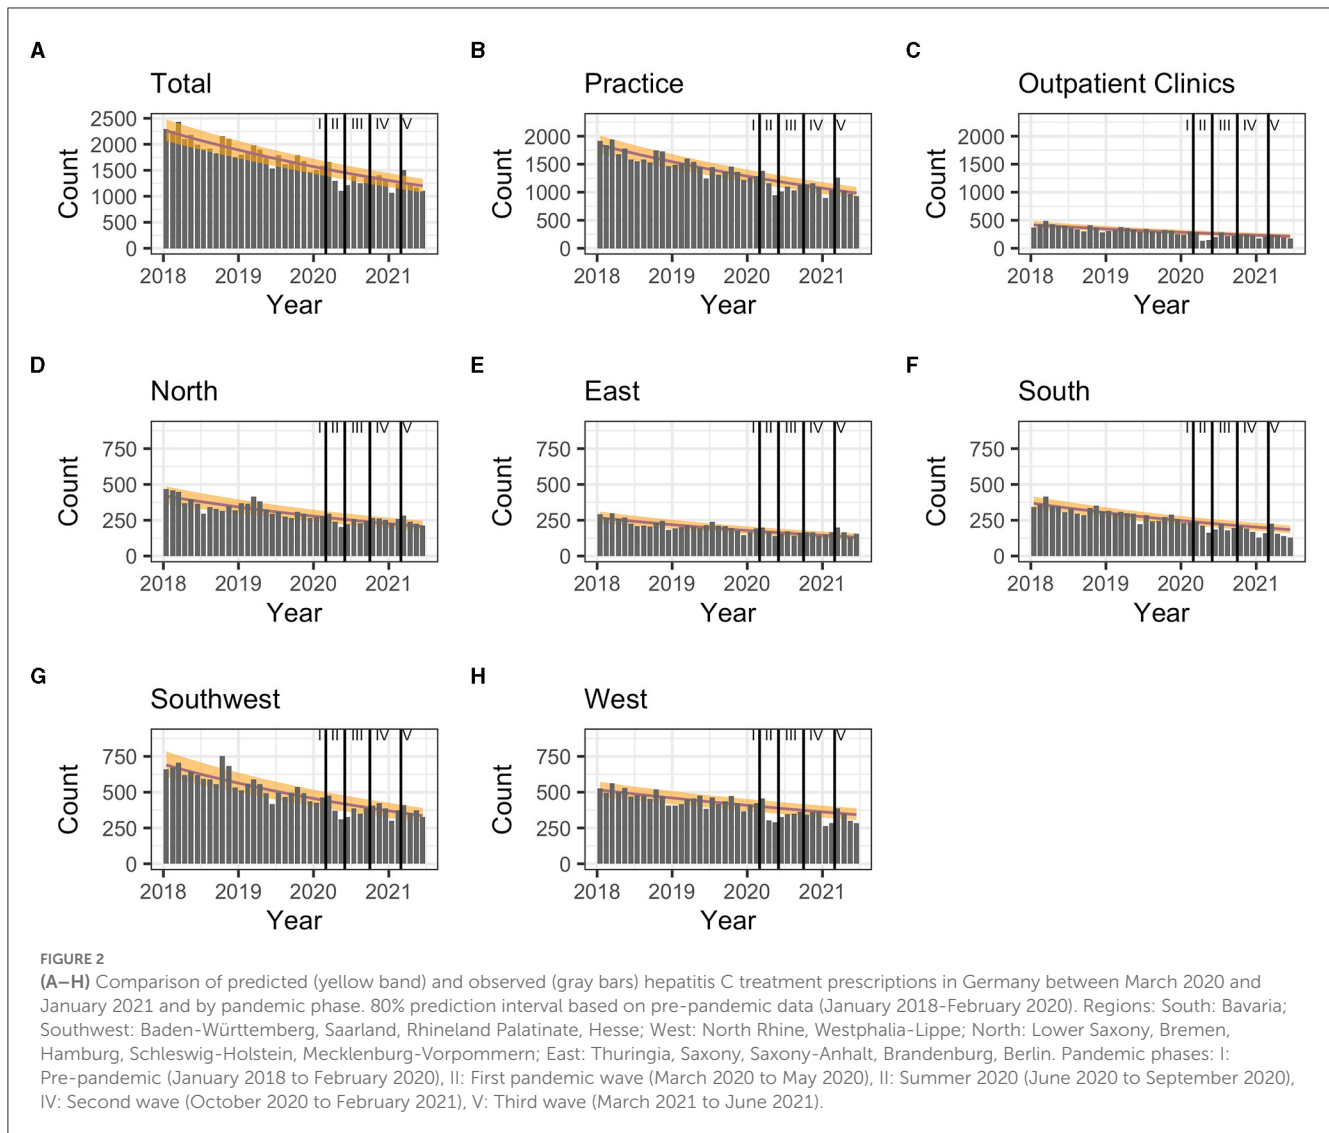 A
Total
I II III IV V
2500
2000
1500
1000
500
0
Count
2018 2019 2020 2021
Year
B
Practice
I II III IV V
2000
1500
1000
500
0
Count
2018 2019 2020 2021
Year
C
Outpatient Clinics
I II III IV V
2000
1500
1000
500
0
Count
2018 2019 2020 2021
Year
D
North
I II III IV V
750
500
250
0
Count
2018 2019 2020 2021
Year
E
East
I II III IV V
750
500
250
0
Count
2018 2019 2020 2021
Year
F
South
I II III IV V
750
500
250
0
Count
2018 2019 2020 2021
Year
G
Southwest
I II III IV V
750
500
250
0
Count
2018 2019 2020 2021
Year
H
West
I II III IV V
750
500
250
0
Count
2018 2019 2020 2021
Year
FIGURE 2
(A–H) Comparison of predicted (yellow band) and observed (gray bars) hepatitis C treatment prescriptions in Germany between March 2020 and
January 2021 and by pandemic phase. 80% prediction interval based on pre-pandemic data (January 2018-February 2020). Regions: South: Bavaria;
Southwest: Baden-Württemberg, Saarland, Rhineland Palatinate, Hesse; West: North Rhine, Westphalia-Lippe; North: Lower Saxony, Bremen,
Hamburg, Schleswig-Holstein, Mecklenburg-Vorpommern; East: Thuringia, Saxony, Saxony-Anhalt, Brandenburg, Berlin. Pandemic phases: I:
Pre-pandemic (January 2018 to February 2020), II: First pandemic wave (March 2020 to May 2020), II: Summer 2020 (June 2020 to September 2020),
IV: Second wave (October 2020 to February 2021), V: Third wave (March 2021 to June 2021).